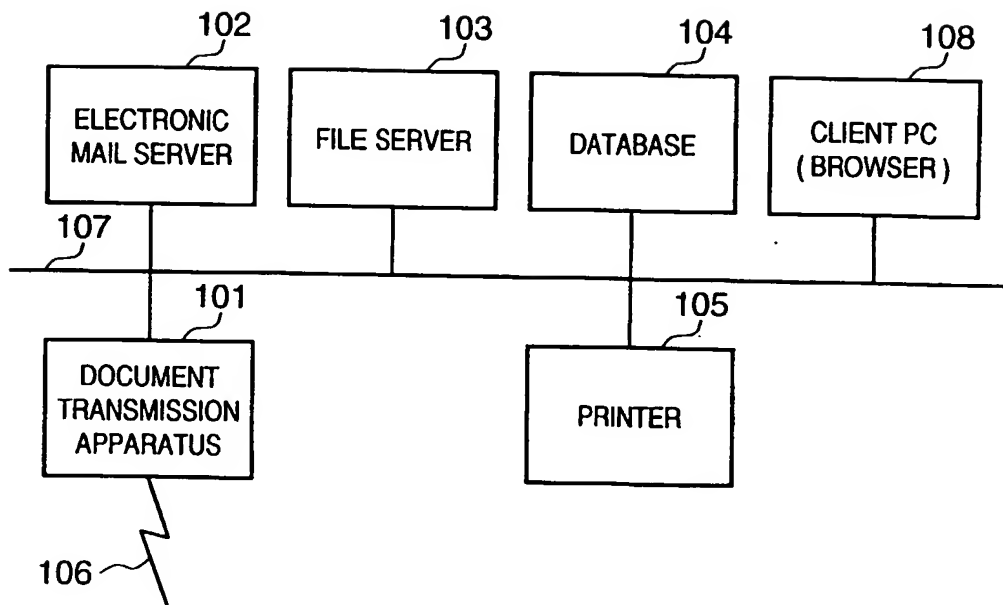 102
103
104
108
ELECTRONIC
MAIL SERVER
FILE SERVER
DATABASE
CLIENT PC
( BROWSER )
107
101
105
DOCUMENT
TRANSMISSION
APPARATUS
PRINTER
106